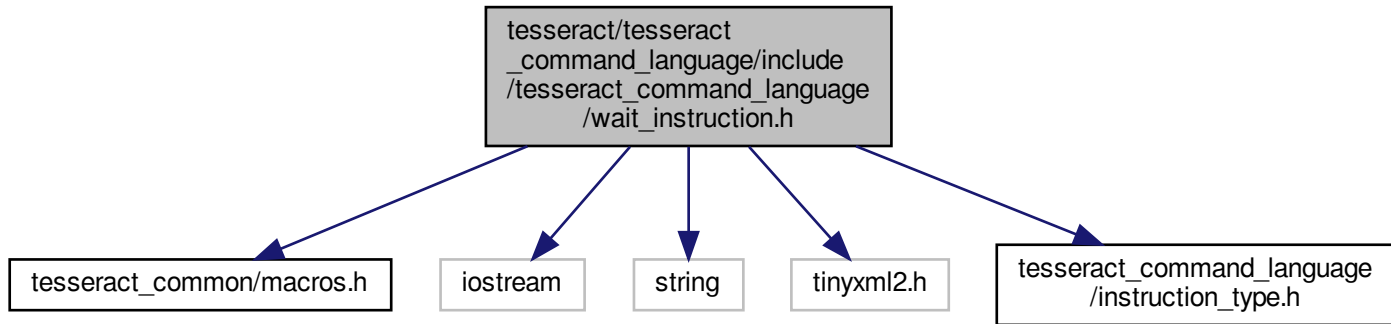 tesseract/tesseract
_command_language/include
/tesseract_command_language
/wait_instruction.h
tesseract_common/macros.h
iostream
string
tinyxml2.h
tesseract_command_language
/instruction_type.h